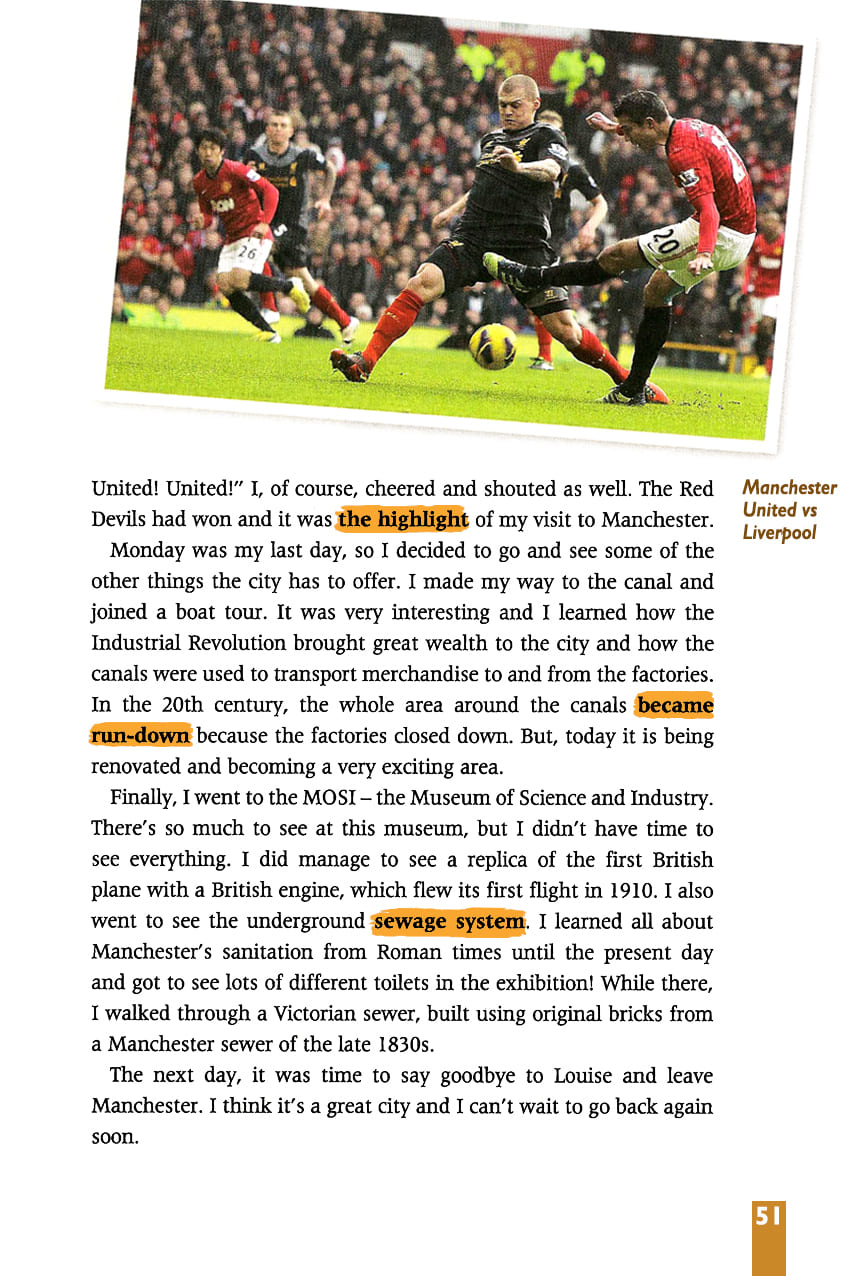 26
20
United! United!” I, of course, cheered and shouted as well. The Red
Devils had won and it was the highlight of my visit to Manchester.
Monday was my last day, so I decided to go and see some of the
other things the city has to offer. I made my way to the canal and
joined a boat tour. It was very interesting and I learned how the
Industrial Revolution brought great wealth to the city and how the
canals were used to transport merchandise to and from the factories.
In the 20th century, the whole area around the canals became
run-down because the factories closed down. But, today it is being
renovated and becoming a very exciting area.
Finally, I went to the MOSI – the Museum of Science and Industry.
There’s so much to see at this museum, but I didn’t have time to
see everything. I did manage to see a replica of the first British
plane with a British engine, which flew its first flight in 1910. I also
went to see the underground sewage system. I learned all about
Manchester’s sanitation from Roman times until the present day
and got to see lots of different toilets in the exhibition! While there,
I walked through a Victorian sewer, built using original bricks from
a Manchester sewer of the late 1830s.
The next day, it was time to say goodbye to Louise and leave
Manchester. I think it’s a great city and I can’t wait to go back again
soon.
Manchester
United vs
Liverpool
51